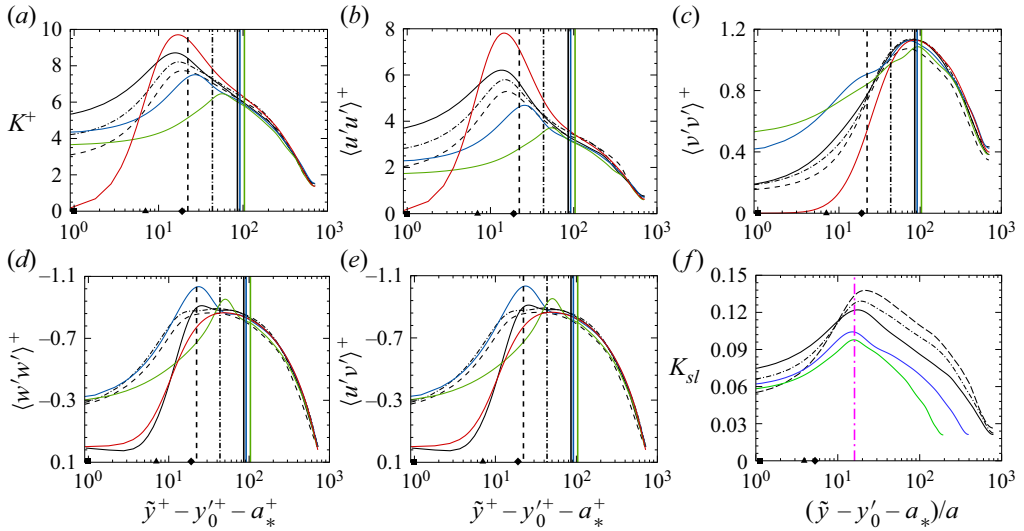 (a) (b) (c)
10 8 1.2
8 6 0.8
6
K⁺ ⟨u′u′⟩⁺ 4 ⟨v′v′⟩⁺
4 0.4
2 2
0 0 0
10⁰ 10¹ 10² 10³ 10⁰ 10¹ 10² 10³ 10⁰ 10¹ 10² 10³
(d) (e) (f)
−1.1 −1.1 0.15
−0.7 −0.7 0.12
⟨w′w′⟩⁺ ⟨u′v′⟩⁺ K_{sl} 0.09
−0.3 −0.3 0.06
0.03
0.1 0.1 0
10⁰ 10¹ 10² 10³ 10⁰ 10¹ 10² 10³ 10⁰ 10¹ 10² 10³
ỹ⁺ − y′₀⁺ − a⁺_* ỹ⁺ − y′₀⁺ − a⁺_* (ỹ − y′₀ − a_*)/a